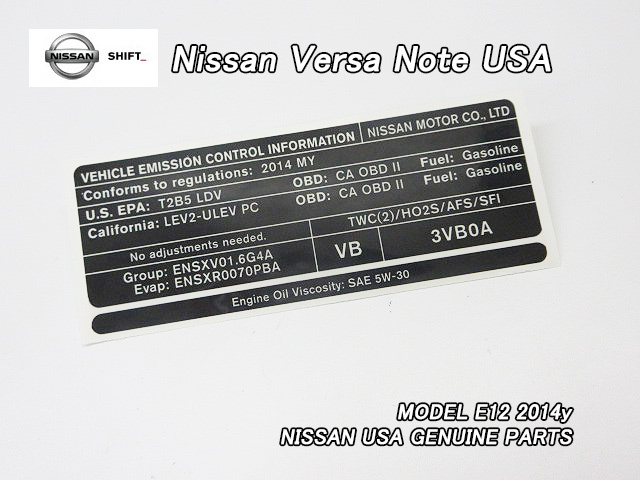 NISSAN
SHIFT_
Nissan Versa Note USA
VEHICLE EMISSION CONTROL INFORMATION
NISSAN MOTOR CO., LTD
Conforms to regulations: 2014 MY
U.S. EPA: T2B5 LDV OBD: CA OBD II Fuel: Gasoline
California: LEV2-ULEV PC OBD: CA OBD II Fuel: Gasoline
No adjustments needed.
TWC(2)/HO2S/AFS/SFI
Group: ENSXV01.6G4A
Evap: ENSXR0070PBA
VB
3VB0A
Engine Oil Viscosity: SAE 5W-30
MODEL E12 2014y
NISSAN USA GENUINE PARTS